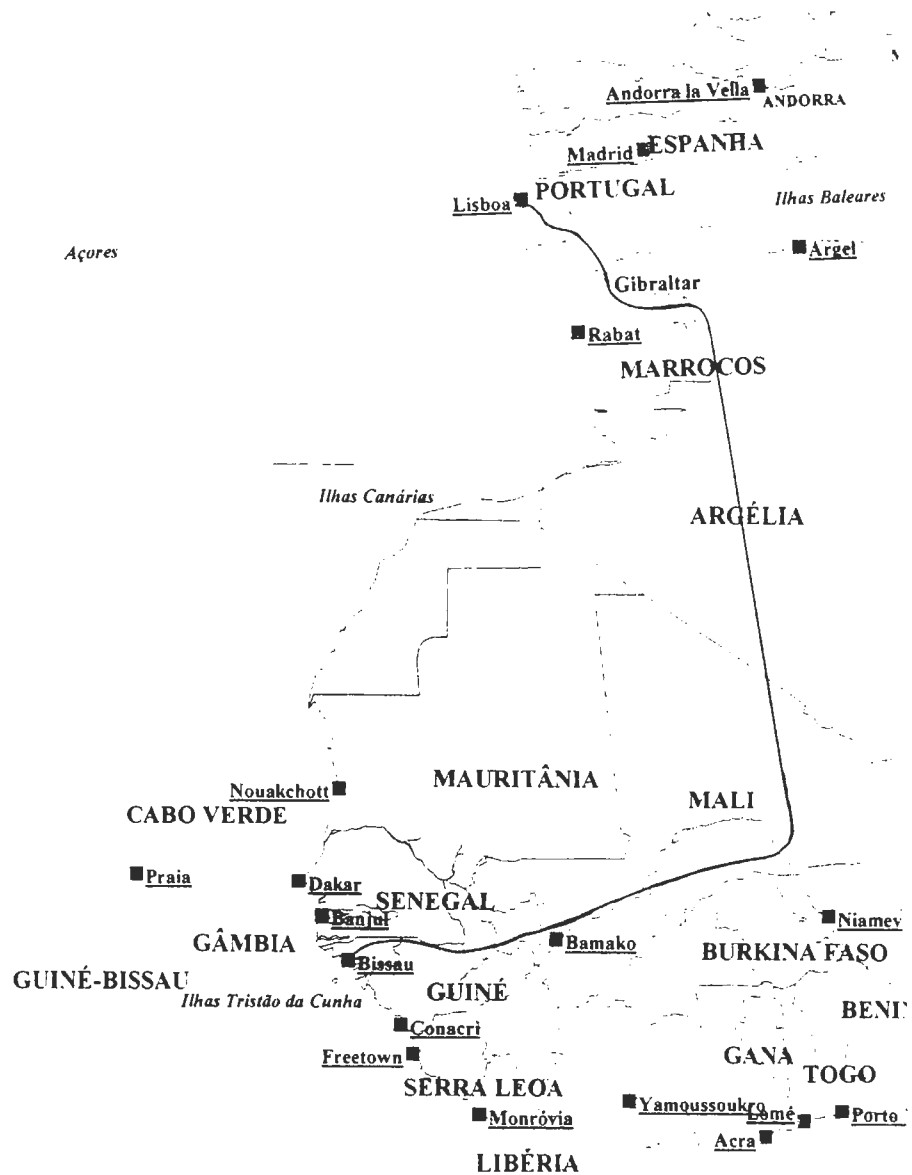 Andorra la Vella
ANDORRA
Madrid
ESPANHA
PORTUGAL
Lisboa
Ilhas Baleares
Açores
Argel
Gibraltar
Rabat
MARROCOS
Ilhas Canárias
ARGÉLIA
MAURITÂNIA
Nouakchott
MALI
CABO VERDE
Praia
Dakar
SENEGAL
Banjul
Niamey
GÂMBIA
Bamako
BURKINA FASO
Bissau
GUINÉ-BISSAU
GUINÉ
Ilhas Tristão da Cunha
BENIN
Conacri
Freetown
GANA
TOGO
SERRA LEOA
Yamoussoukro
Monróvia
Lomé
Porto
Acra
LIBÉRIA